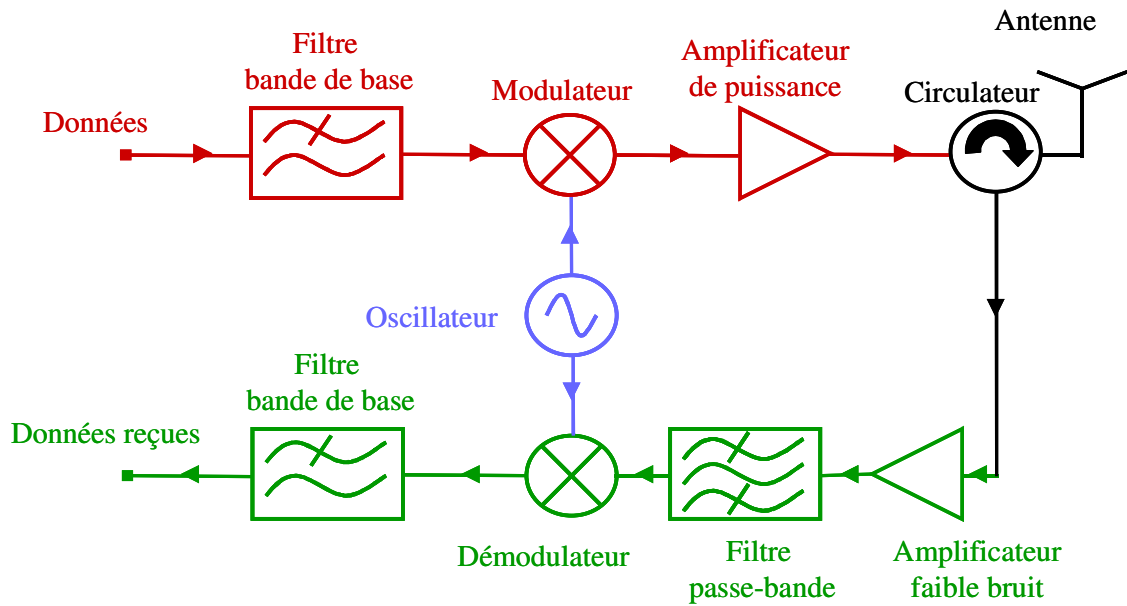 Antenne
Filtre
bande de base
Amplificateur
de puissance
Modulateur
Circulateur
Données
Oscillateur
Filtre
bande de base
Données reçues
Démodulateur
Filtre
passe-bande
Amplificateur
faible bruit